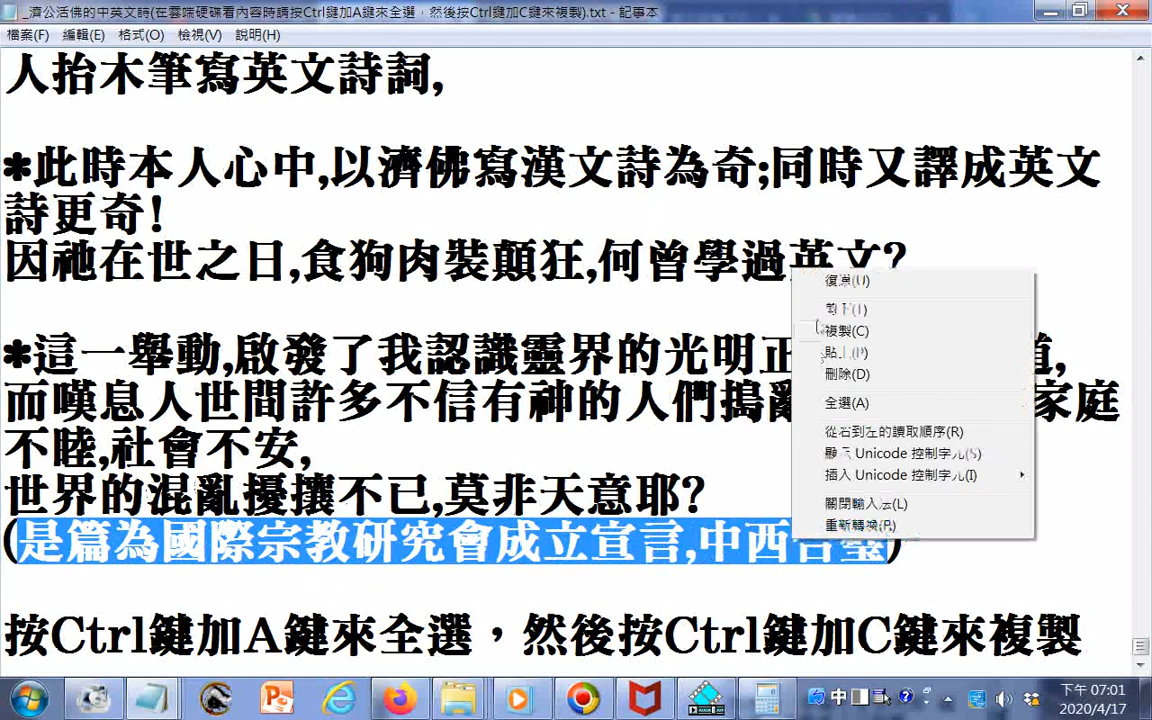 _濟公活佛的中英文詩(在雲端硬碟看內容時請按Ctrl鍵加A鍵來全選，然後按Ctrl鍵加C鍵來複製).txt - 記事本
檔案(F) 編輯(E) 格式(O) 檢視(V) 說明(H)
人抬木筆寫英文詩詞,
*此時本人心中,以濟佛寫漢文詩為奇;同時又譯成英文
詩更奇!
因祂在世之日,食狗肉裝顛狂,何曾學過英文?
*這一舉動,啟發了我認識靈界的光明正 道,
而嘆息人世間許多不信有神的人們搗亂 家庭
不睦,社會不安,
世界的混亂擾攘不已,莫非天意耶?
(是篇為國際宗教研究會成立宣言,中西合璧)
按Ctrl鍵加A鍵來全選，然後按Ctrl鍵加C鍵來複製
復原(U)
剪下(T)
複製(C)
貼上(P)
刪除(D)
全選(A)
從右到左的讀取順序(R)
顯示 Unicode 控制字元(S)
插入 Unicode 控制字元(I)
關閉輸入法(L)
重新轉換(R)
中
下午 07:01
2020/4/17